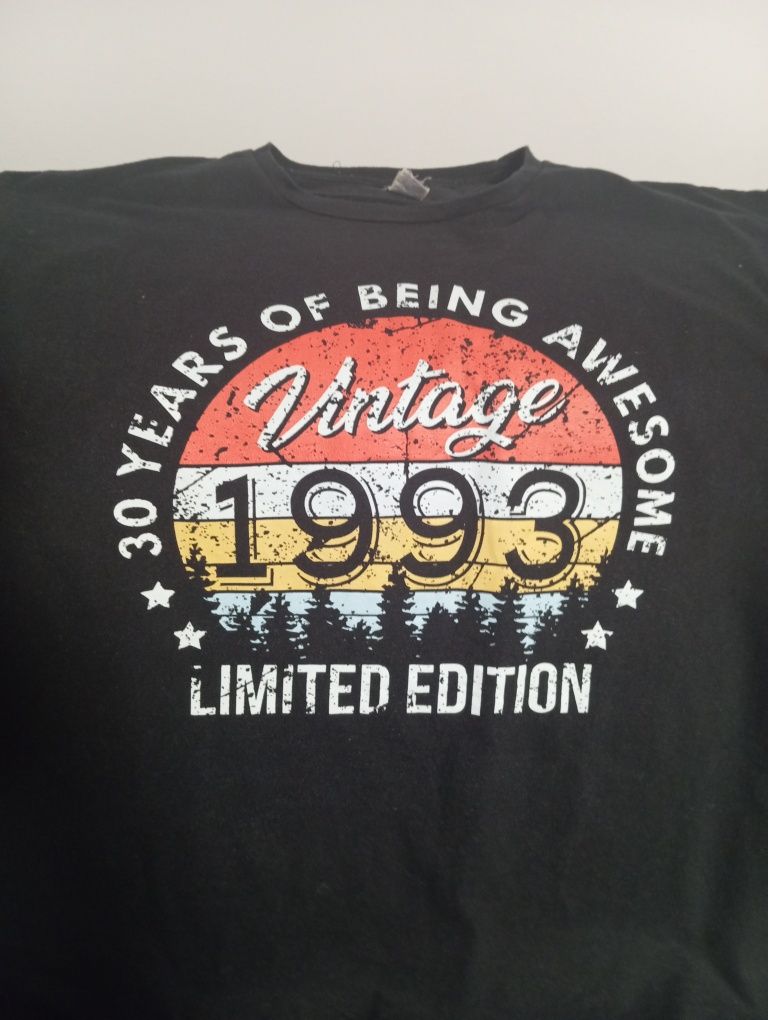 30 YEARS OF BEING AWESOME
Vintage
1993
LIMITED EDITION